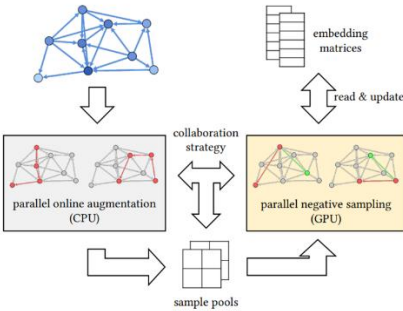 embedding
matrices
read & update
collaboration
strategy
parallel online augmentation
(CPU)
parallel negative sampling
(GPU)
sample pools